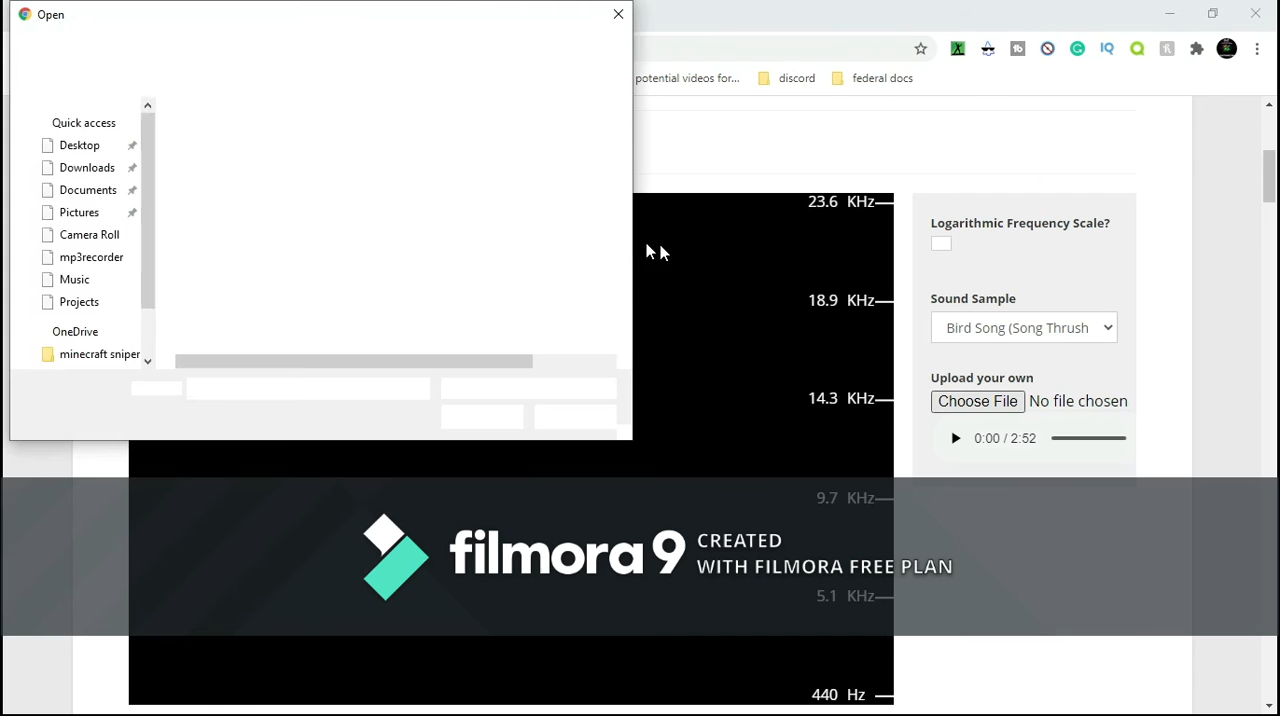 Open
potential videos for...
discord
federal docs
Quick access
Desktop
Downloads
Documents
Pictures
Camera Roll
mp3recorder
Music
Projects
OneDrive
minecraft sniper
23.6 KHz
18.9 KHz
14.3 KHz
9.7 KHz
5.1 KHz
440 Hz
Logarithmic Frequency Scale?
Sound Sample
Bird Song (Song Thrush
Upload your own
Choose File No file chosen
0:00 / 2:52
filmora 9
CREATED
WITH FILMORA FREE PLAN
tb
IQ